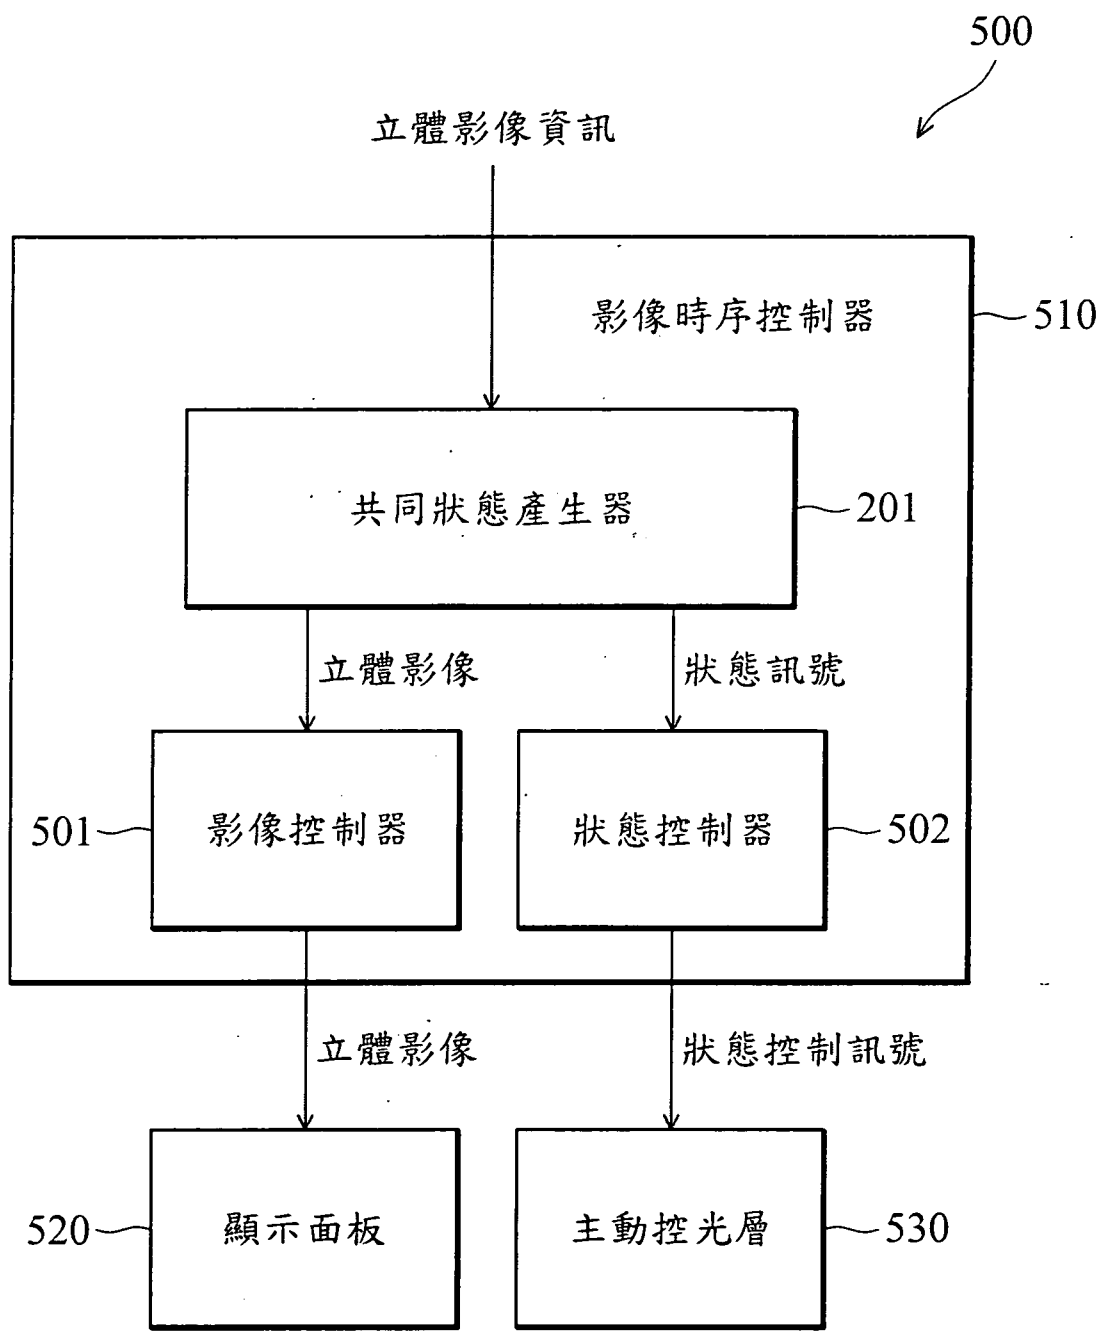 500
立體影像資訊
影像時序控制器
510
共同狀態產生器
201
立體影像
狀態訊號
501
影像控制器
狀態控制器
502
立體影像
狀態控制訊號
520
顯示面板
主動控光層
530